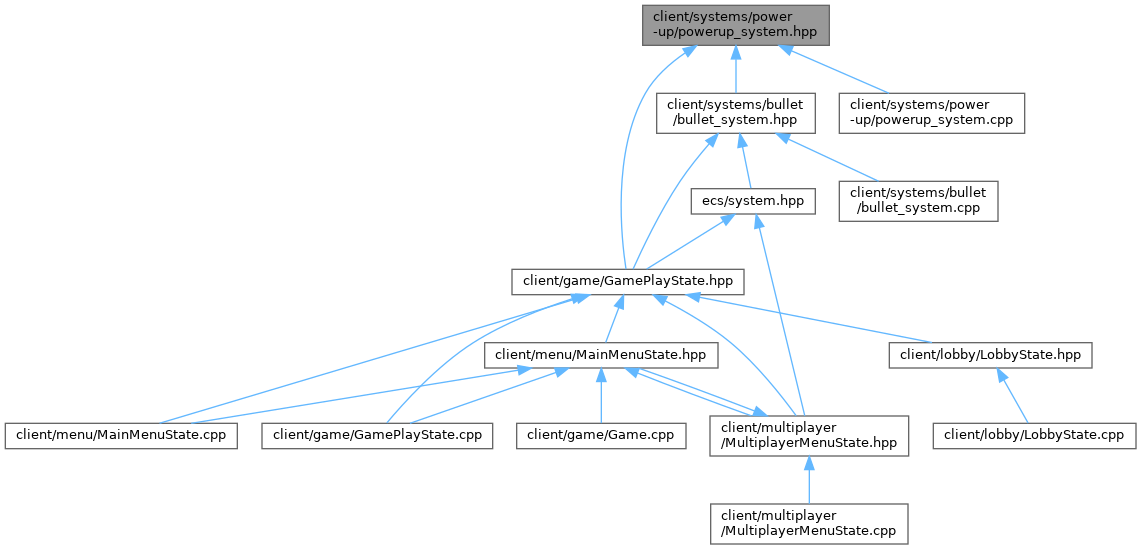 client/systems/power
-up/powerup_system.hpp
client/systems/bullet
/bullet_system.hpp
client/systems/power
-up/powerup_system.cpp
ecs/system.hpp
client/systems/bullet
/bullet_system.cpp
client/game/GamePlayState.hpp
client/menu/MainMenuState.hpp
client/lobby/LobbyState.hpp
client/menu/MainMenuState.cpp
client/game/GamePlayState.cpp
client/game/Game.cpp
client/multiplayer
/MultiplayerMenuState.hpp
client/lobby/LobbyState.cpp
client/multiplayer
/MultiplayerMenuState.cpp